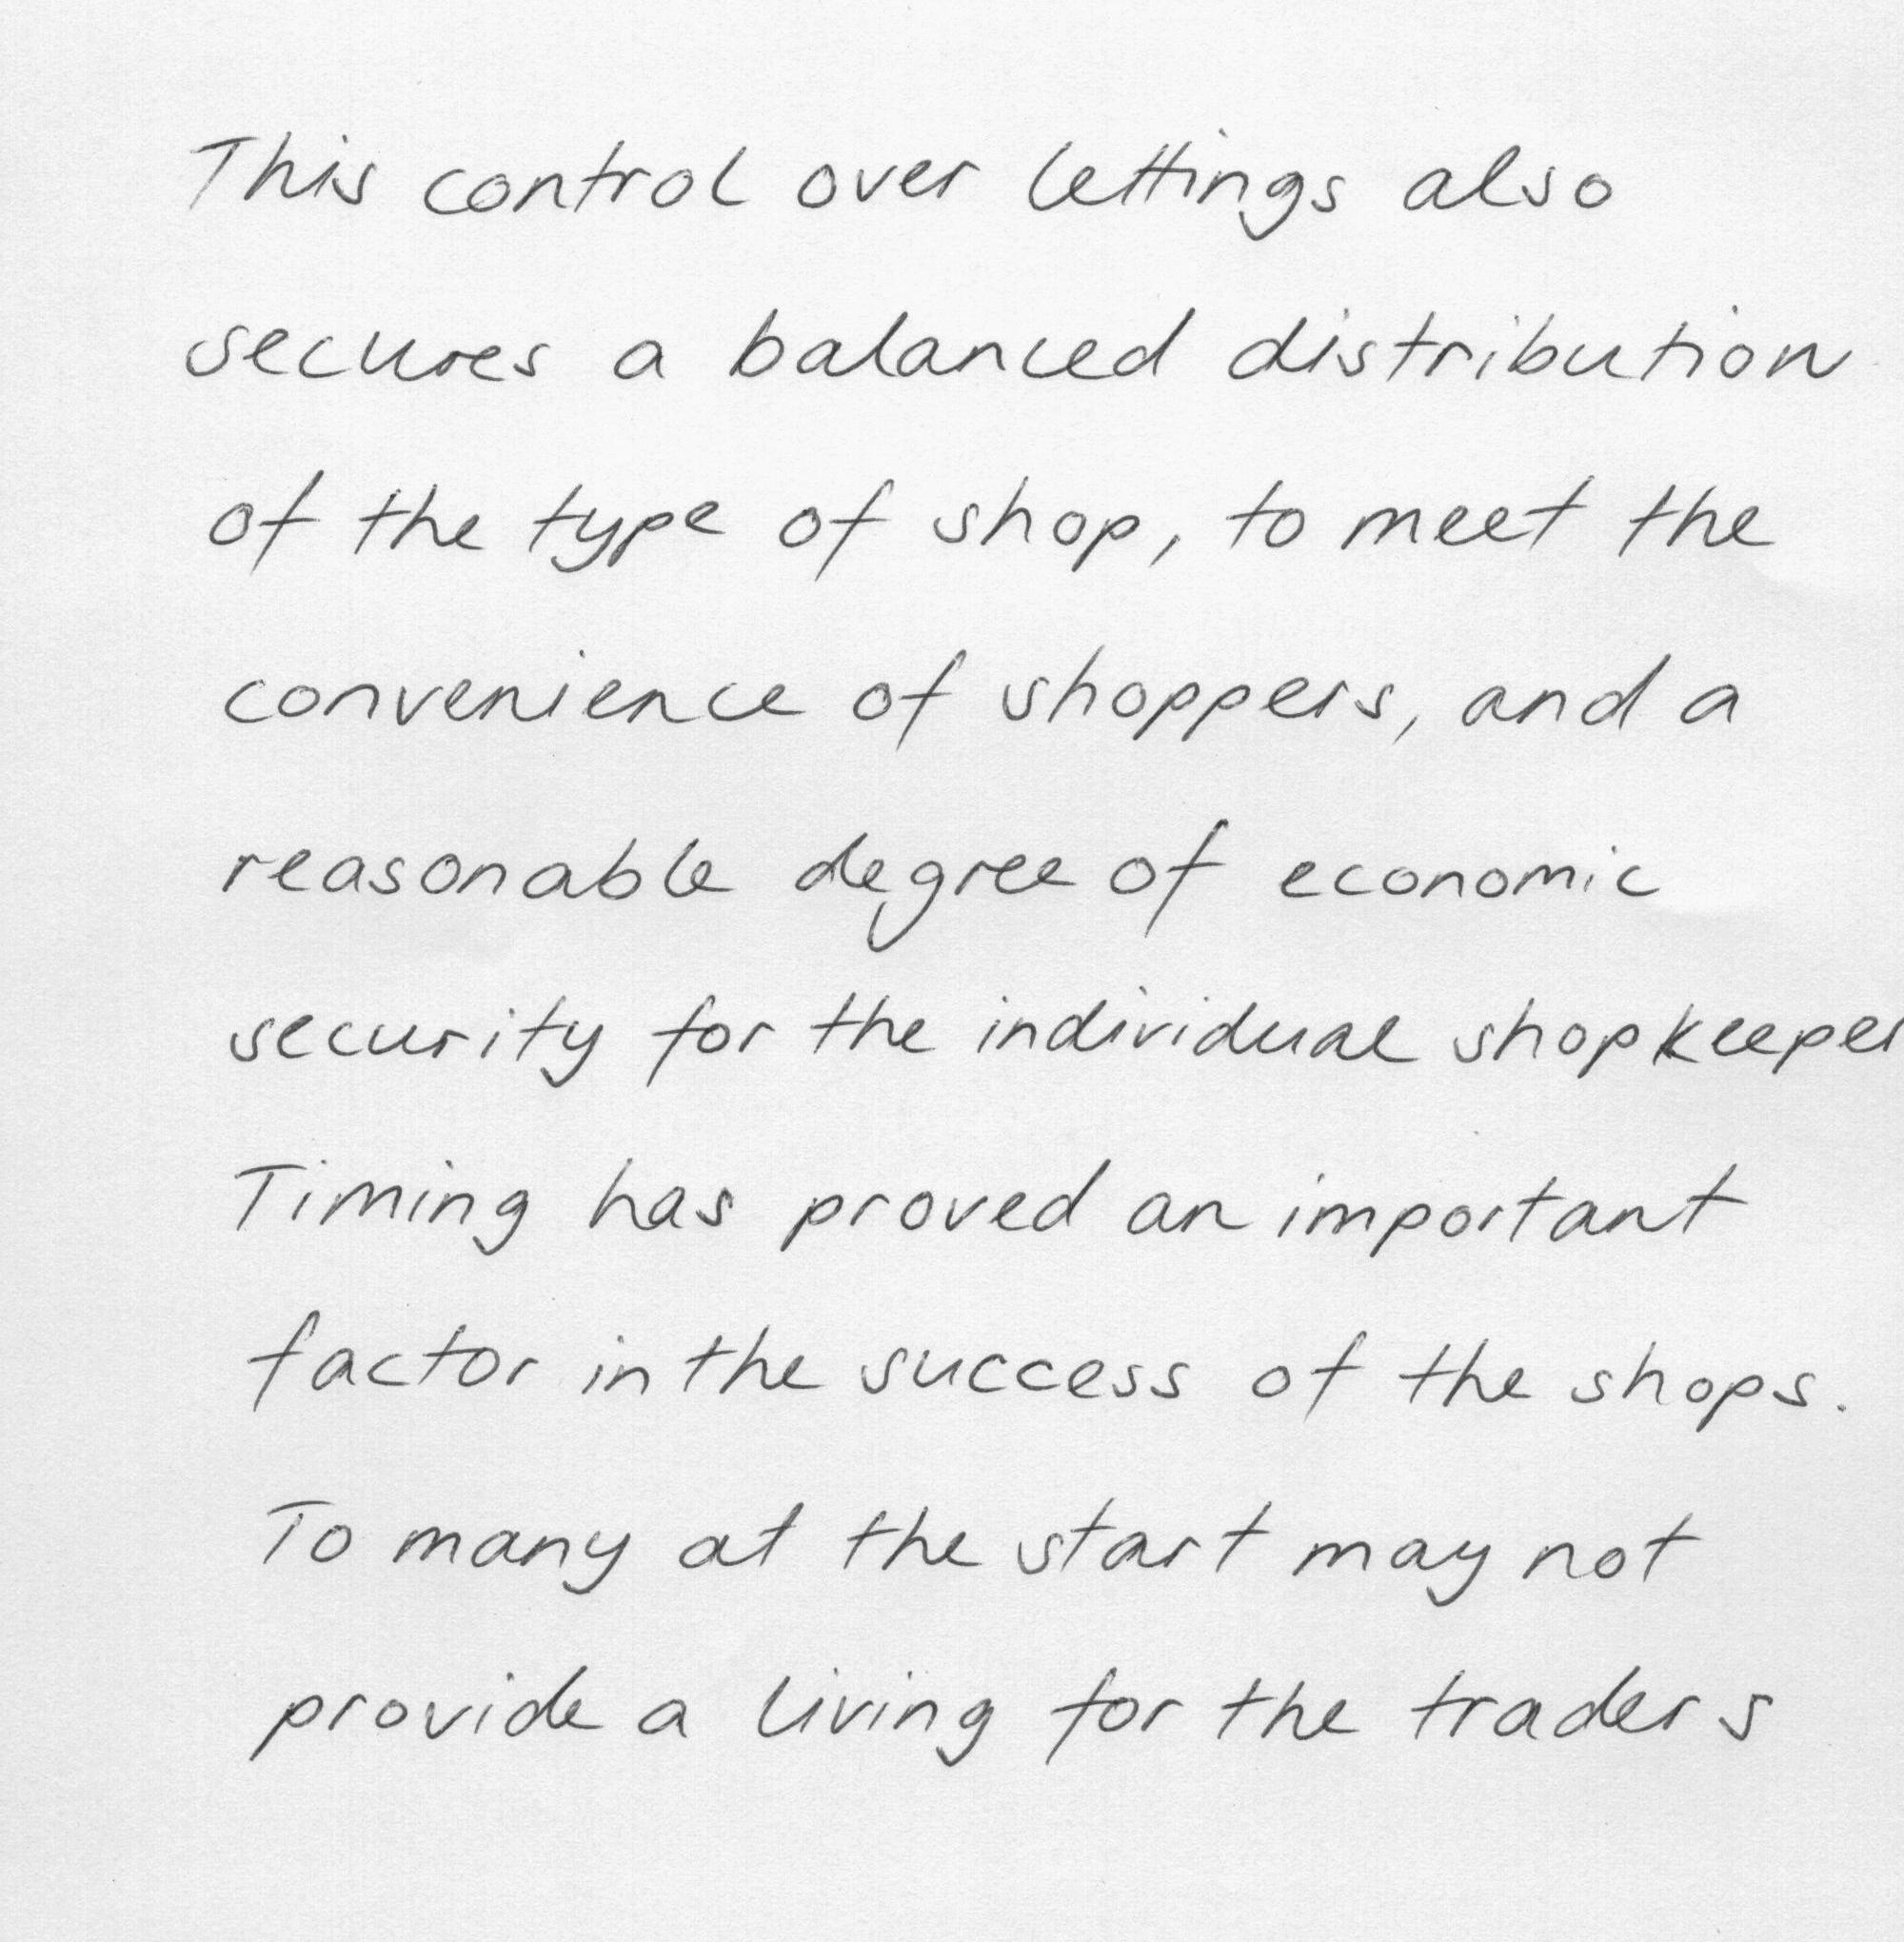 This control over lettings also
secures a balanced distribution
of the type of shop, to meet the
convenience of shoppers, and a
reasonable degree of economic
security for the individual shopkeeper
Timing has proved an important
factor in the success of the shops.
To many at the start may not
provide a living for the traders